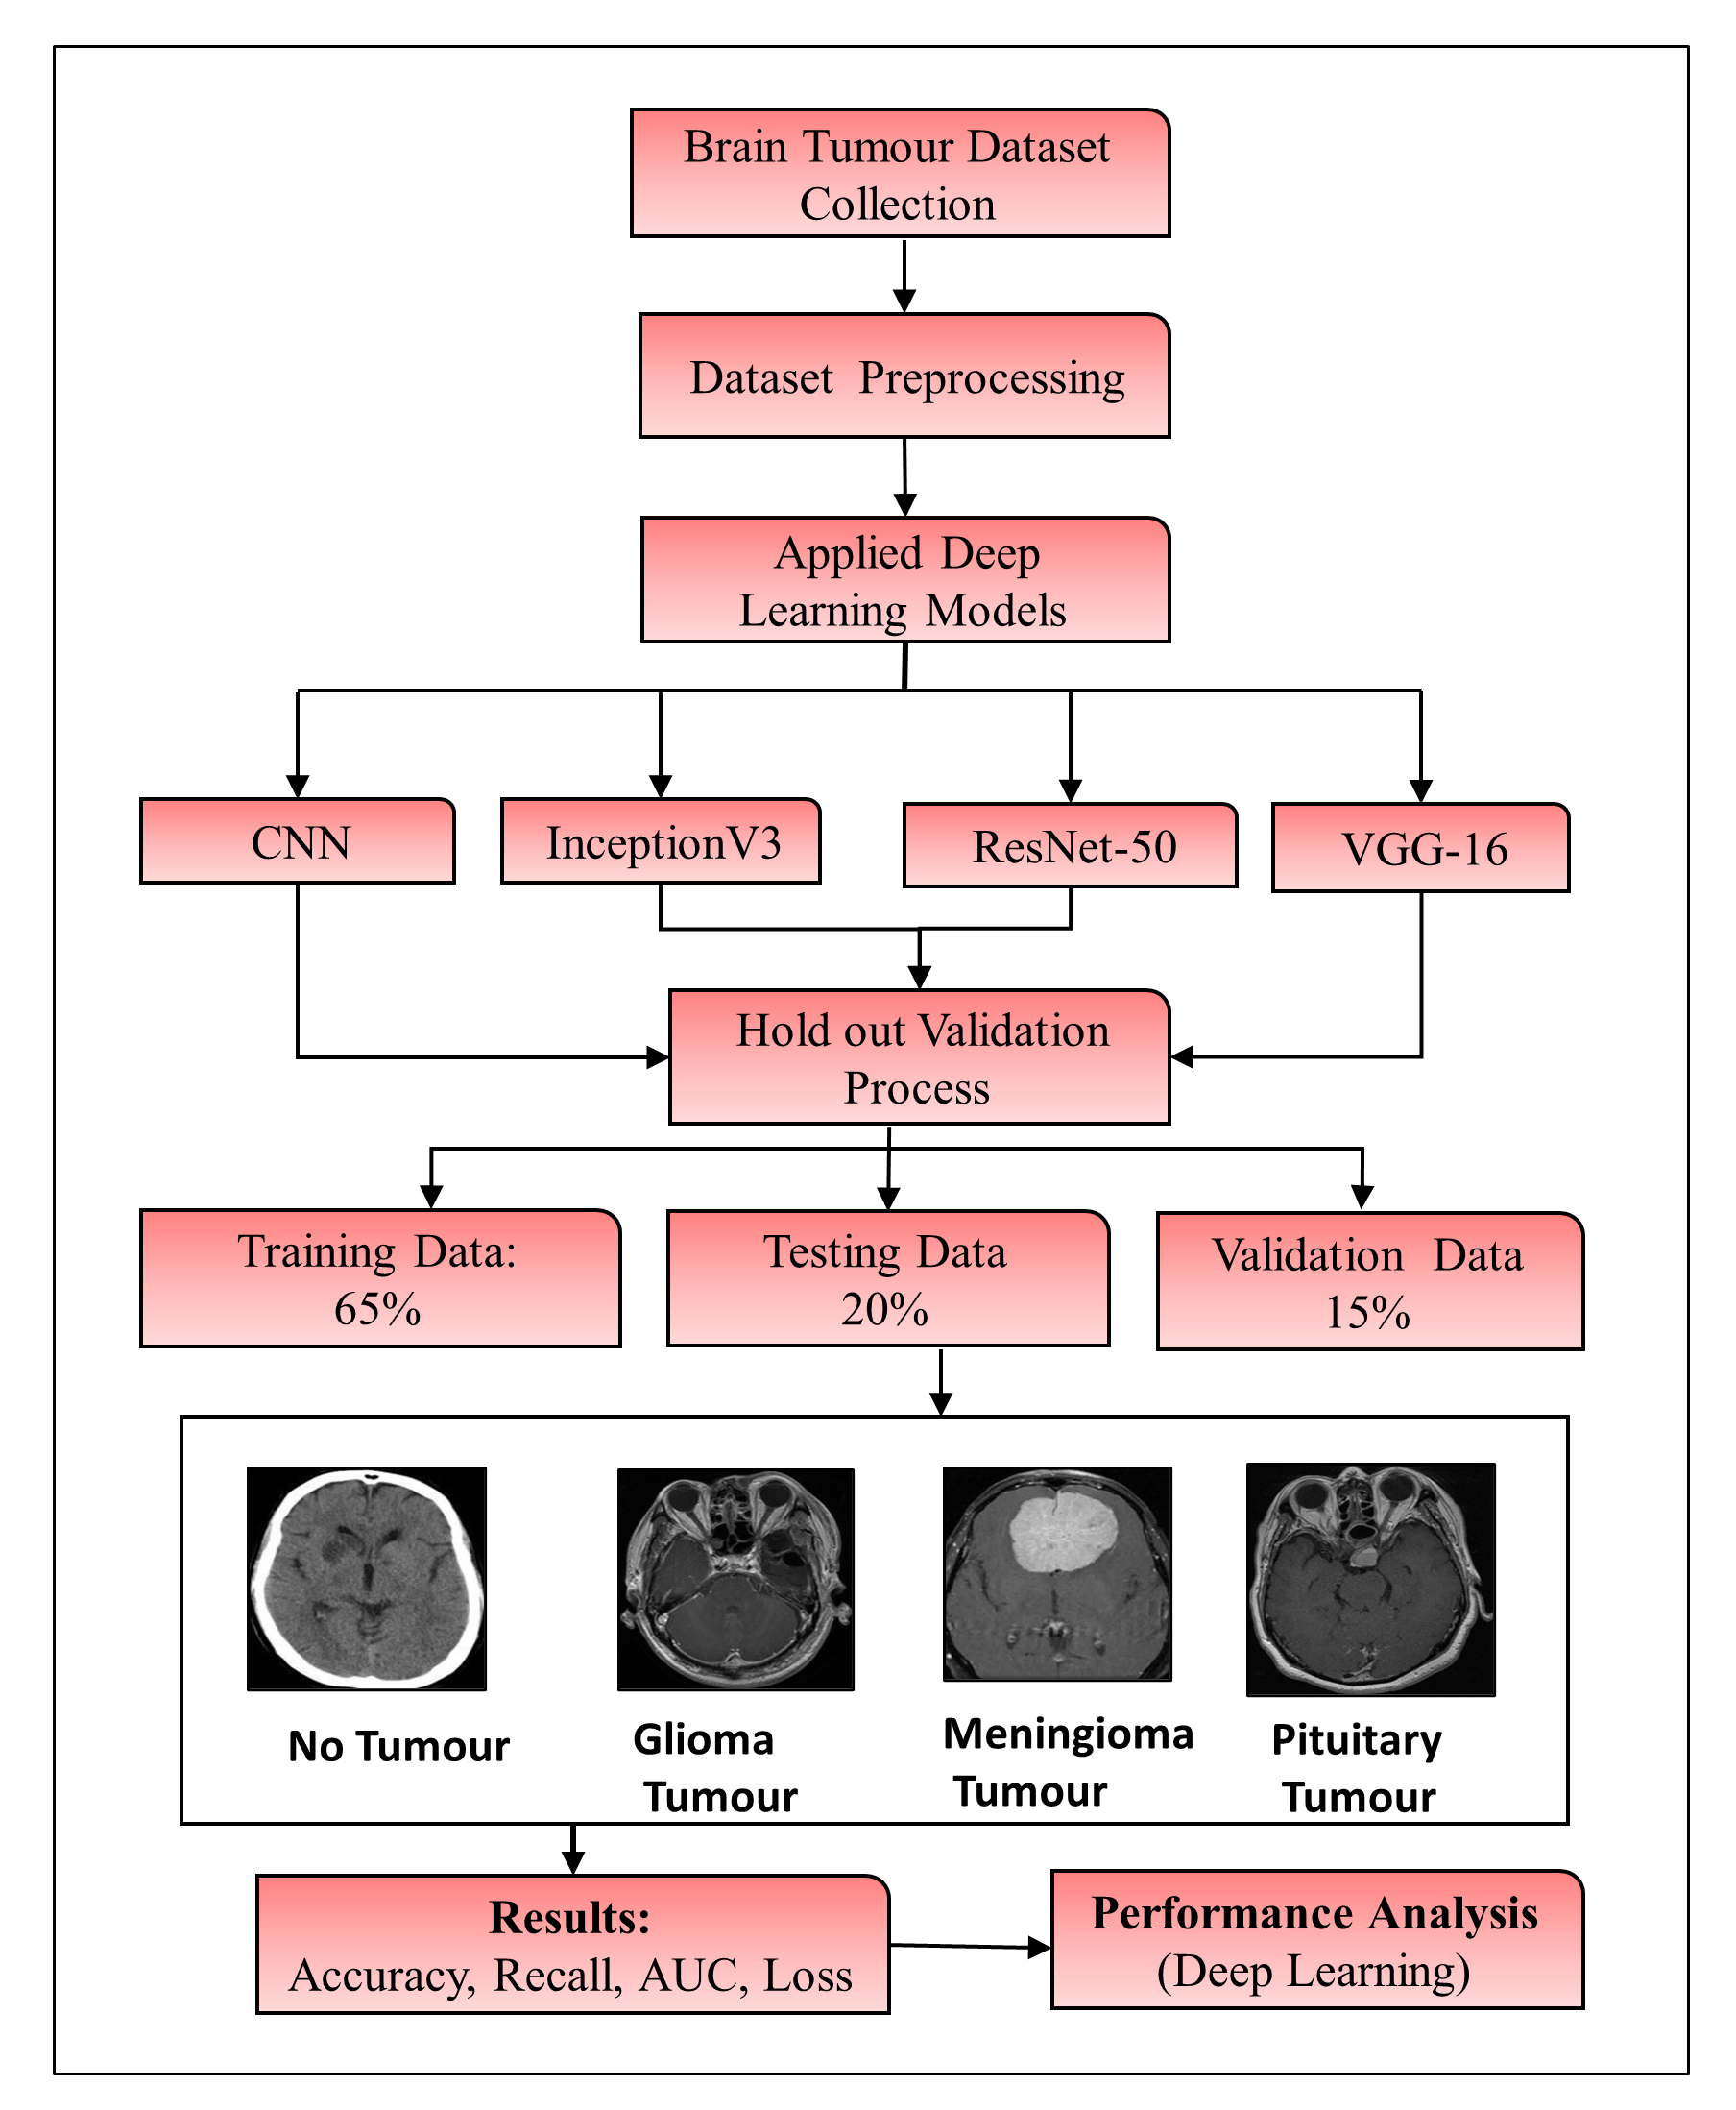 Brain Tumour Dataset
Collection
Dataset Preprocessing
Applied Deep
Learning Models
CNN
InceptionV3
ResNet-50
VGG-16
Hold out Validation
Process
Training Data:
65%
Testing Data
20%
Validation Data
15%
No Tumour
Glioma
Tumour
Meningioma
Tumour
Pituitary
Tumour
Results:
Accuracy, Recall, AUC, Loss
Performance Analysis
(Deep Learning)